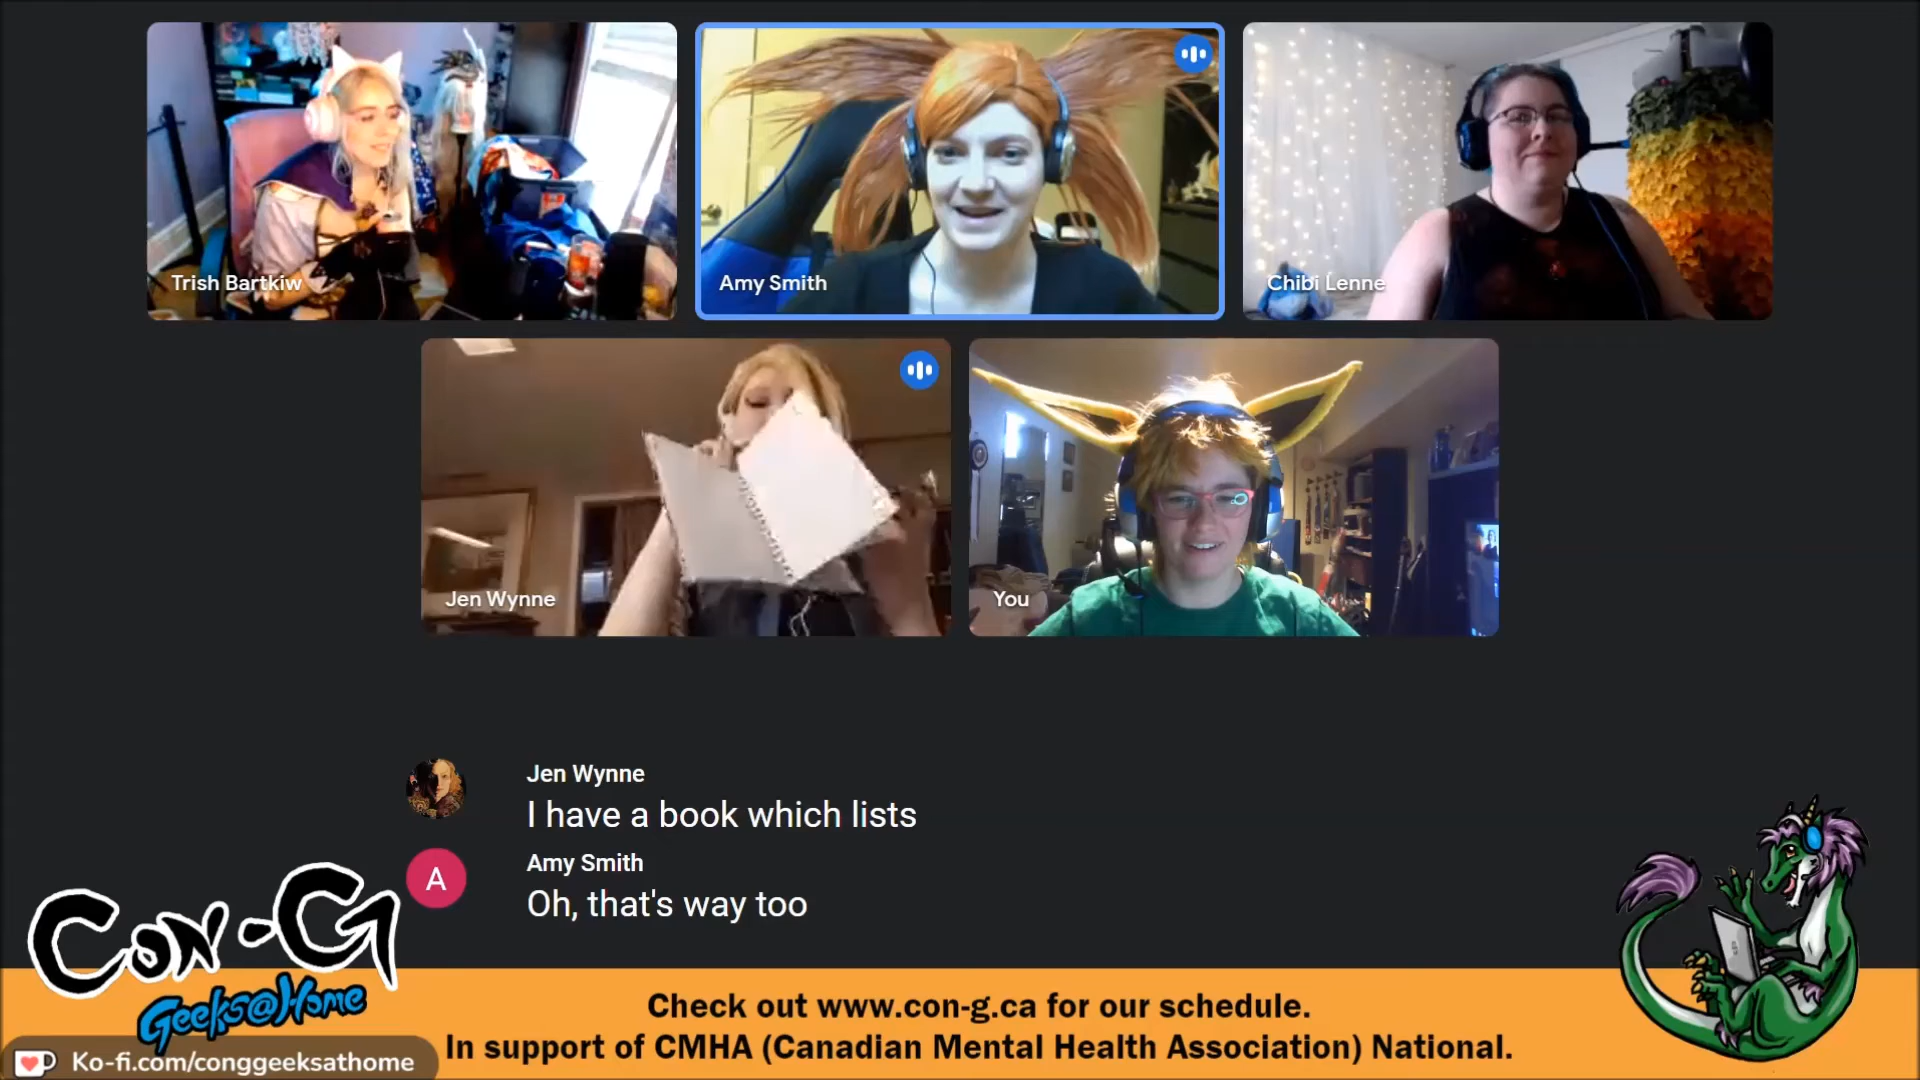 Trish Bartkiw
Amy Smith
Chibi Lenne
Jen Wynne
You
Jen Wynne
I have a book which lists
A
Amy Smith
Oh, that's way too
Con-G
Geeks@Home
Check out www.con-g.ca for our schedule.
In support of CMHA (Canadian Mental Health Association) National.
Ko-fi.com/conggeeksathome